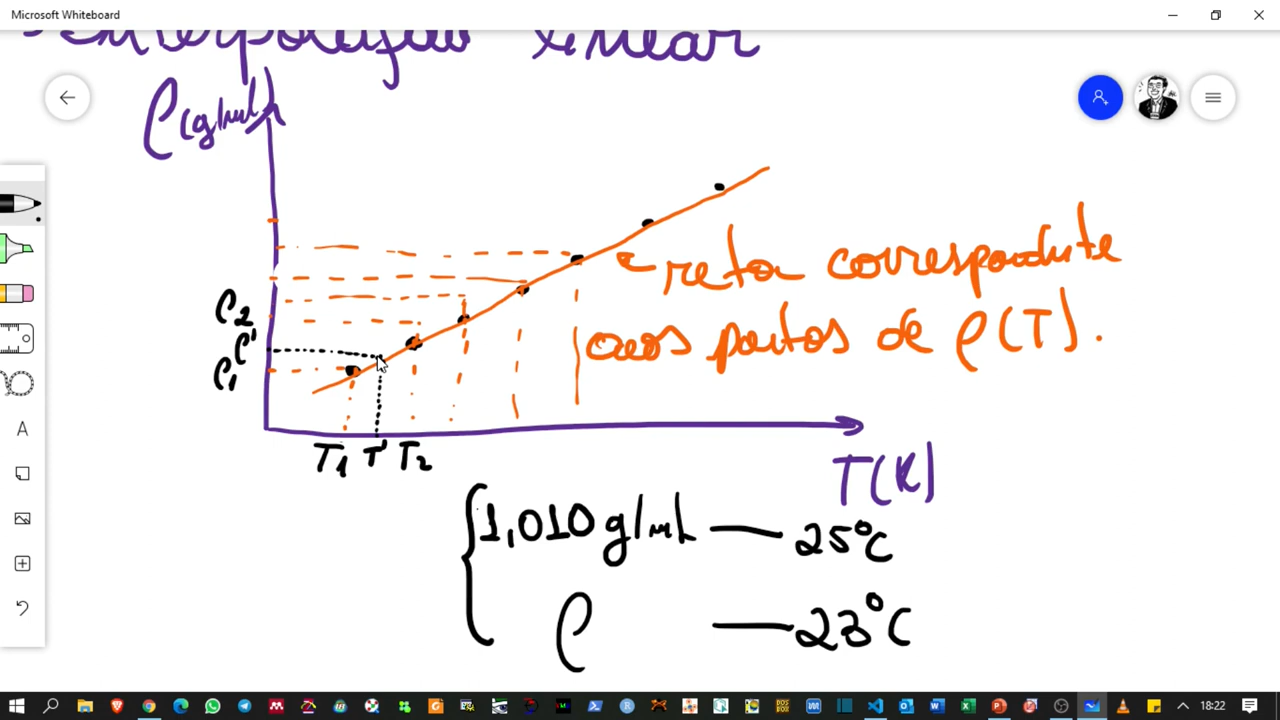 Microsoft Whiteboard
interpolação linear
ρ(g/mL)
reta correspondente
aos pontos de ρ(T).
ρ2
ρ'
ρ1
T1 T' T2
T(K)
1,010 g/mL — 25°C
ρ — 23°C
A
18:22